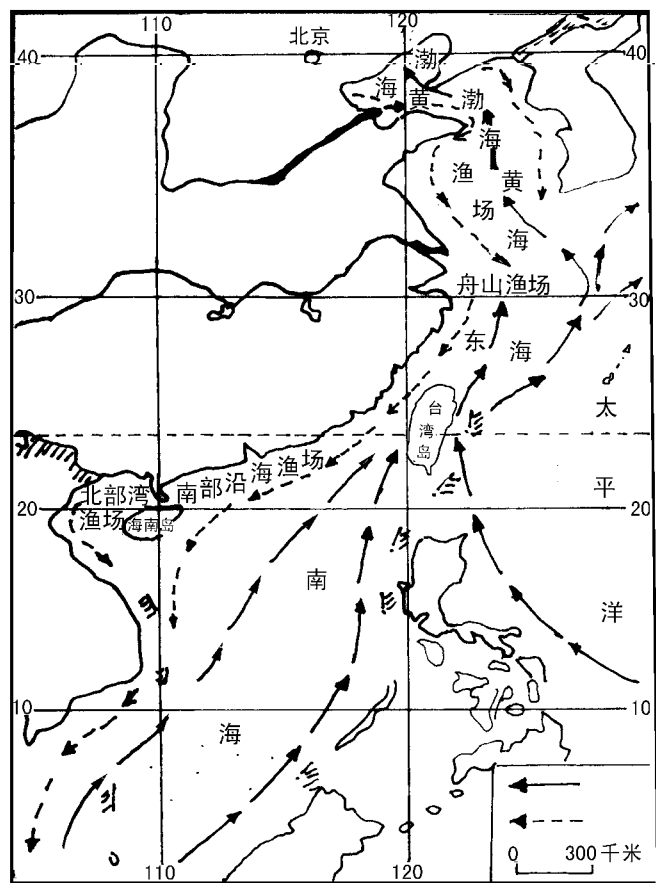 110
120
北京
40
40
渤
海
黄
渤
海
渔
黄
场
海
舟山渔场
30
30
东
海
太
台
湾
岛
南部沿海渔场
北部湾
渔场
海南岛
20
20
平
南
洋
10
10
海
0
300千米
110
120